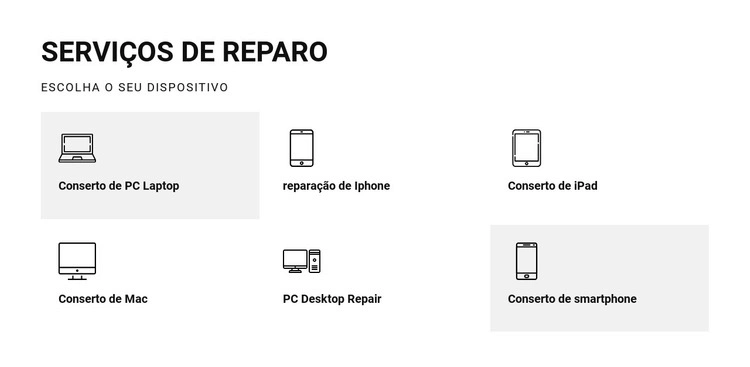 SERVIÇOS DE REPARO
ESCOLHA O SEU DISPOSITIVO
Conserto de PC Laptop
reparação de Iphone
Conserto de iPad
Conserto de Mac
PC Desktop Repair
Conserto de smartphone